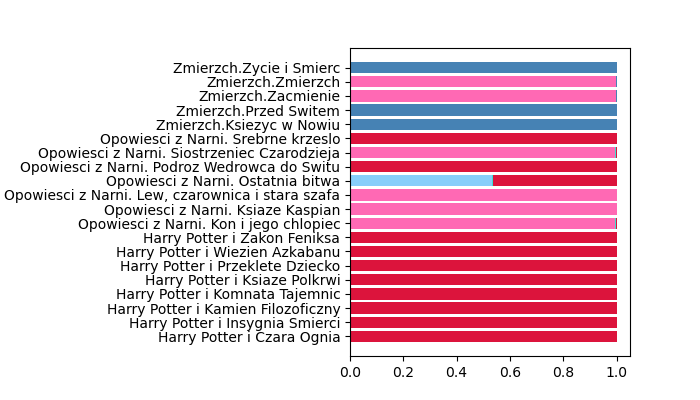 Zmierzch.Zycie i Smierc
Zmierzch.Zmierzch
Zmierzch.Zacmienie
Zmierzch.Przed Switem
Zmierzch.Ksiezyc w Nowiu
Opowiesci z Narni. Srebrne krzeslo
Opowiesci z Narni. Siostrzeniec Czarodzieja
Opowiesci z Narni. Podroz Wedrowca do Switu
Opowiesci z Narni. Ostatnia bitwa
Opowiesci z Narni. Lew, czarownica i stara szafa
Opowiesci z Narni. Ksiaze Kaspian
Opowiesci z Narni. Kon i jego chlopiec
Harry Potter i Zakon Feniksa
Harry Potter i Wiezien Azkabanu
Harry Potter i Przeklete Dziecko
Harry Potter i Ksiaze Polkrwi
Harry Potter i Komnata Tajemnic
Harry Potter i Kamien Filozoficzny
Harry Potter i Insygnia Smierci
Harry Potter i Czara Ognia
0.0 0.2 0.4 0.6 0.8 1.0